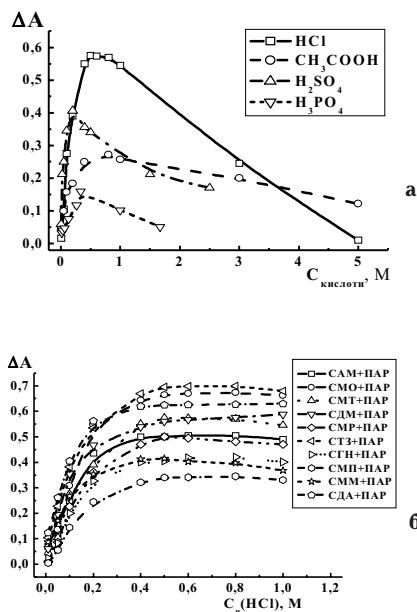 ΔA
HCl
CH₃COOH
H₂SO₄
H₃PO₄
0,6
0,5
0,4
0,3
0,2
0,1
0,0
0 1 2 3 4 5
C кислоти, М
а
ΔA
САМ+ПАР
СМО+ПАР
СМТ+ПАР
СДМ+ПАР
СМР+ПАР
СТЗ+ПАР
СГН+ПАР
СМП+ПАР
СММ+ПАР
СДА+ПАР
0,7
0,6
0,5
0,4
0,3
0,2
0,1
0,0
0,0 0,2 0,4 0,6 0,8 1,0 1,2
(HCl), М
б